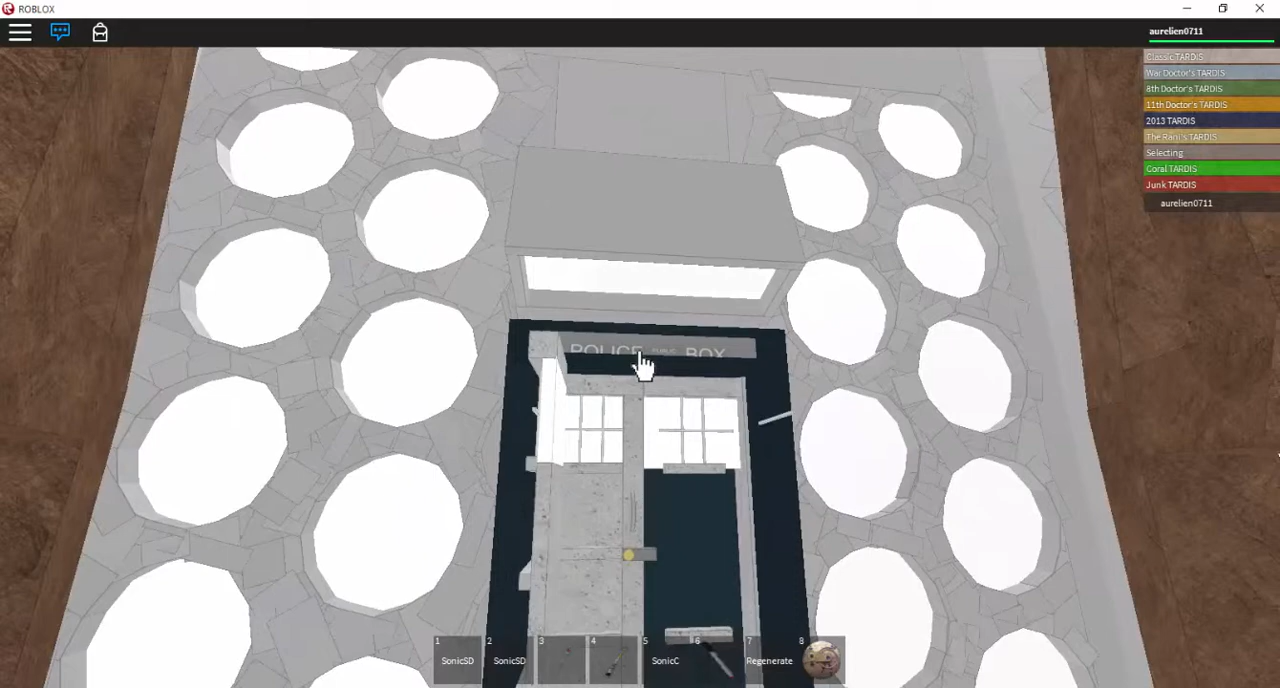 ROBLOX
aurelien0711
Classic TARDIS
War Doctor's TARDIS
8th Doctor's TARDIS
11th Doctor's TARDIS
2013 TARDIS
The Rani's TARDIS
Selecting
Coral TARDIS
Junk TARDIS
aurelien0711
POLICE BOX
1 2 3 4 5 6 7 8
SonicSD SonicSD SonicC Regenerate